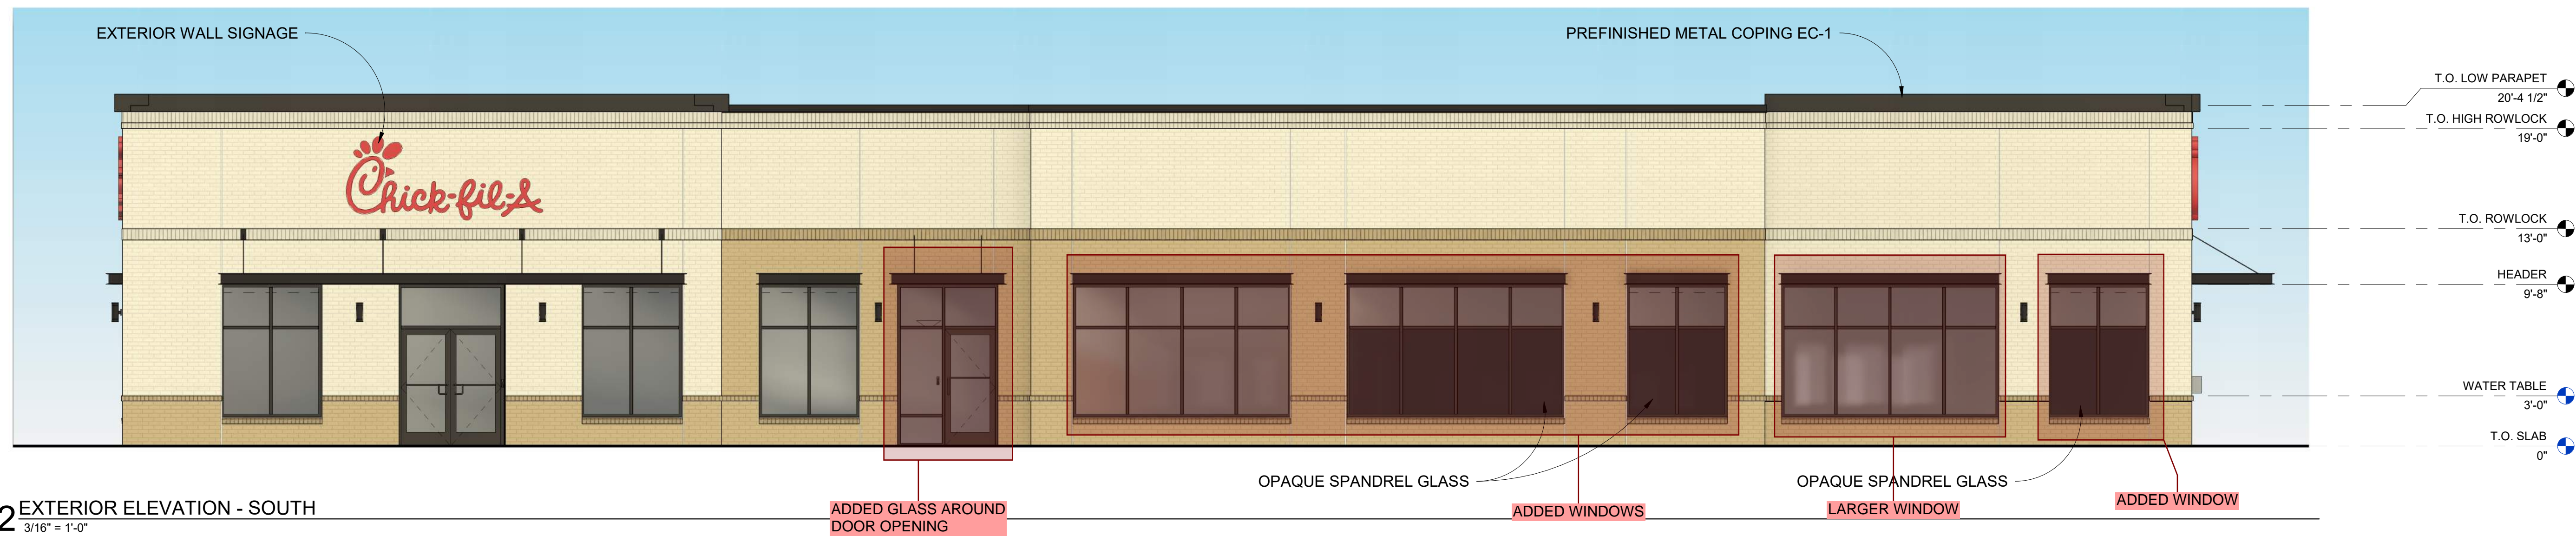 EXTERIOR WALL SIGNAGE
PREFINISHED METAL COPING EC-1
T.O. LOW PARAPET
20'-4 1/2"
T.O. HIGH ROWLOCK
19'-0"
Chick-fil-A
T.O. ROWLOCK
13'-0"
HEADER
9'-8"
WATER TABLE
3'-0"
T.O. SLAB
0"
OPAQUE SPANDREL GLASS
OPAQUE SPANDREL GLASS
ADDED GLASS AROUND
DOOR OPENING
ADDED WINDOWS
LARGER WINDOW
ADDED WINDOW
2
EXTERIOR ELEVATION - SOUTH
3/16" = 1'-0"